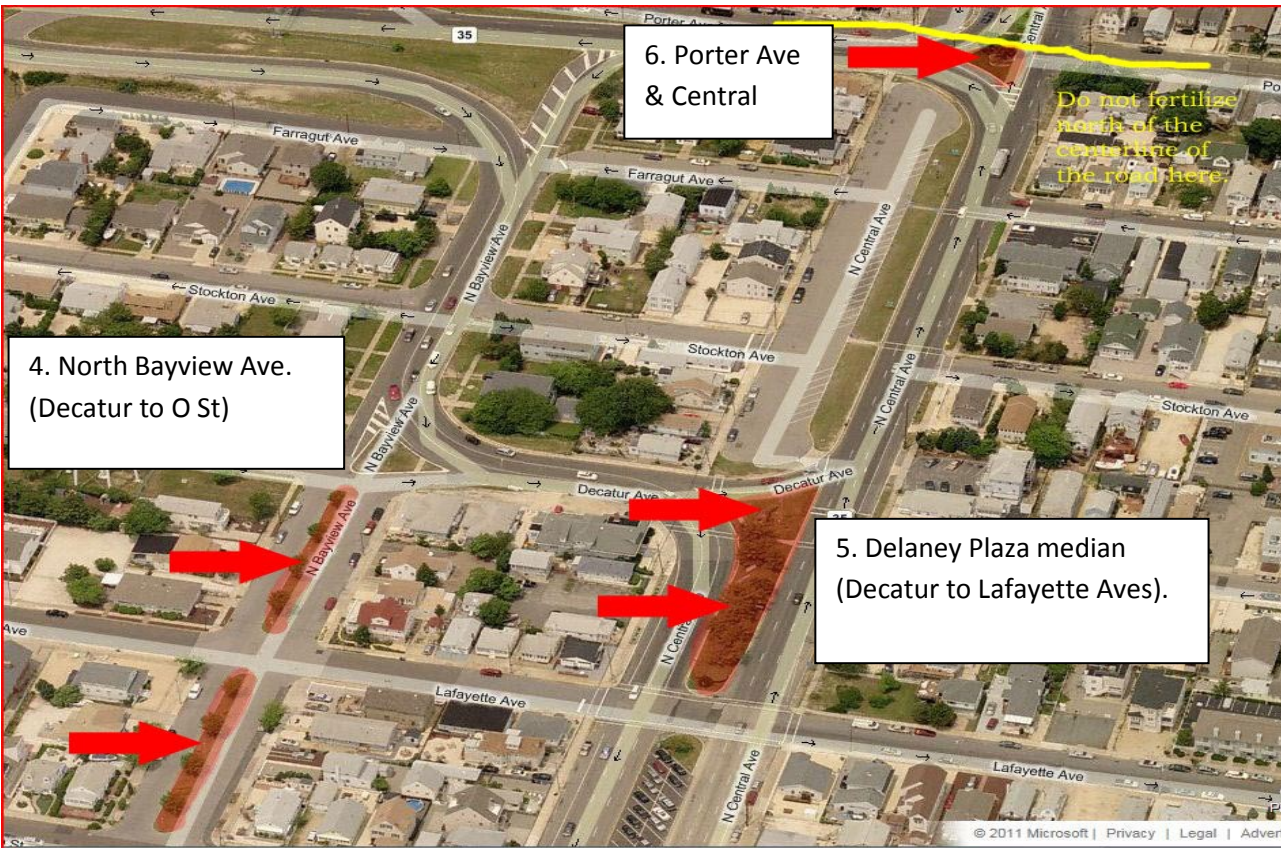 Porter
35
Central
6. Porter Ave
& Central
Po
Do not fertilize
north of the
centerline of
the road here.
Farragut Ave
Farragut Ave
N Bayview Ave
N Central Ave
Stockton Ave
Stockton Ave
Stockton Ave
4. North Bayview Ave.
(Decatur to O St)
N Bayview Ave
N Central Ave
Decatur Ave
Decatur Ave
35
N Bayview Ave
5. Delaney Plaza median
(Decatur to Lafayette Aves).
N Central
Ave
Lafayette Ave
N Central Ave
Lafayette Ave
St
© 2011 Microsoft | Privacy | Legal | Adver